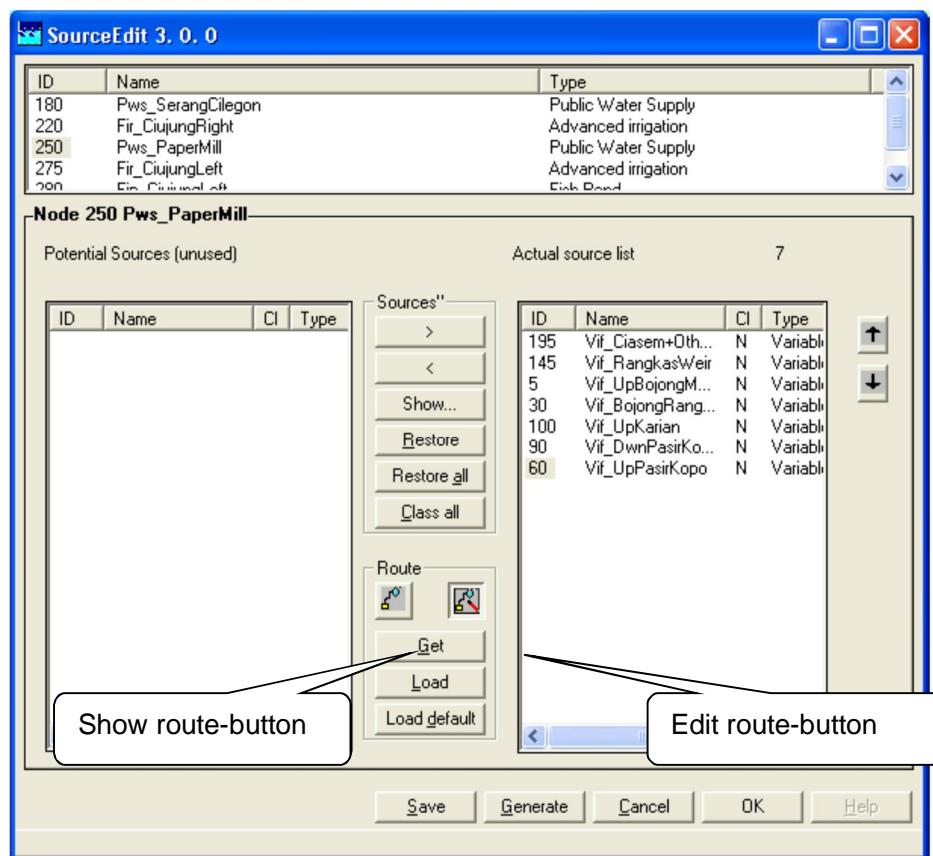 SourceEdit 3. 0. 0
ID Name Type
180 Pws_SerangCilegon Public Water Supply
220 Fir_CiujungRight Advanced irrigation
250 Pws_PaperMill Public Water Supply
275 Fir_CiujungLeft Advanced irrigation
Node 250 Pws_PaperMill
Potential Sources (unused) Actual source list 7
ID Name Cl Type
Sources"
>
<
Show...
Restore
Restore all
Class all
Route
Get
Load
Load default
ID Name Cl Type
195 Vif_Ciasem+Oth... N Variabl
145 Vif_RangkasWeir N Variabl
5 Vif_UpBojongM... N Variabl
30 Vif_BojongRang... N Variabl
100 Vif_UpKarian N Variabl
90 Vif_DwnPasirKo... N Variabl
60 Vif_UpPasirKopo N Variabl
Show route-button
Edit route-button
Save Generate Cancel OK Help